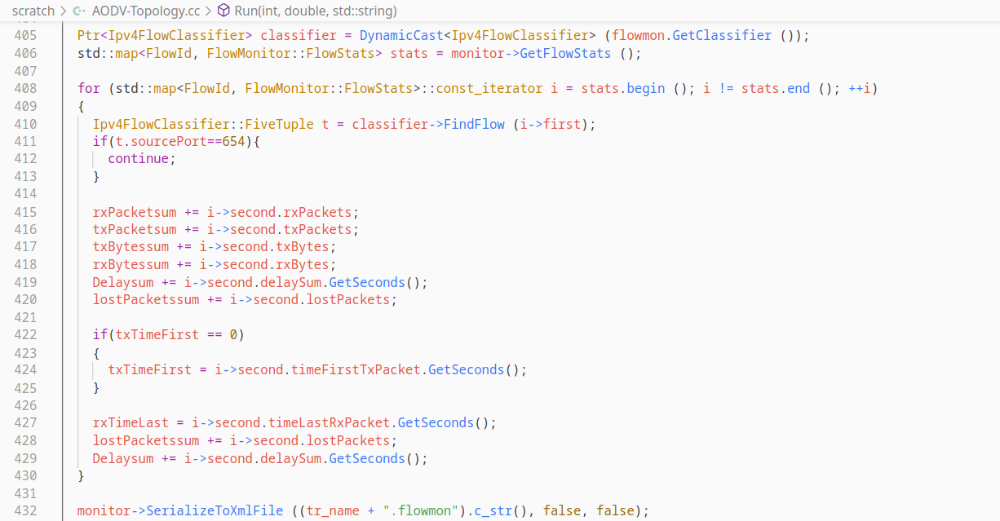 scratch > AODV-Topology.cc > Run(int, double, std::string)
405 Ptr<Ipv4FlowClassifier> classifier = DynamicCast<Ipv4FlowClassifier> (flowmon.GetClassifier ());
406 std::map<FlowId, FlowMonitor::FlowStats> stats = monitor->GetFlowStats ();
407
408 for (std::map<FlowId, FlowMonitor::FlowStats>::const_iterator i = stats.begin (); i != stats.end (); ++i)
409 {
410   Ipv4FlowClassifier::FiveTuple t = classifier->FindFlow (i->first);
411   if(t.sourcePort==654){
412     continue;
413   }
414
415   rxPacketsum += i->second.rxPackets;
416   txPacketsum += i->second.txPackets;
417   txBytessum += i->second.txBytes;
418   rxBytessum += i->second.rxBytes;
419   Delaysum += i->second.delaySum.GetSeconds();
420   lostPacketssum += i->second.lostPackets;
421
422   if(txTimeFirst == 0)
423   {
424     txTimeFirst = i->second.timeFirstTxPacket.GetSeconds();
425   }
426
427   rxTimeLast = i->second.timeLastRxPacket.GetSeconds();
428   lostPacketssum += i->second.lostPackets;
429   Delaysum += i->second.delaySum.GetSeconds();
430 }
431
432 monitor->SerializeToXmlFile ((tr_name + ".flowmon").c_str(), false, false);